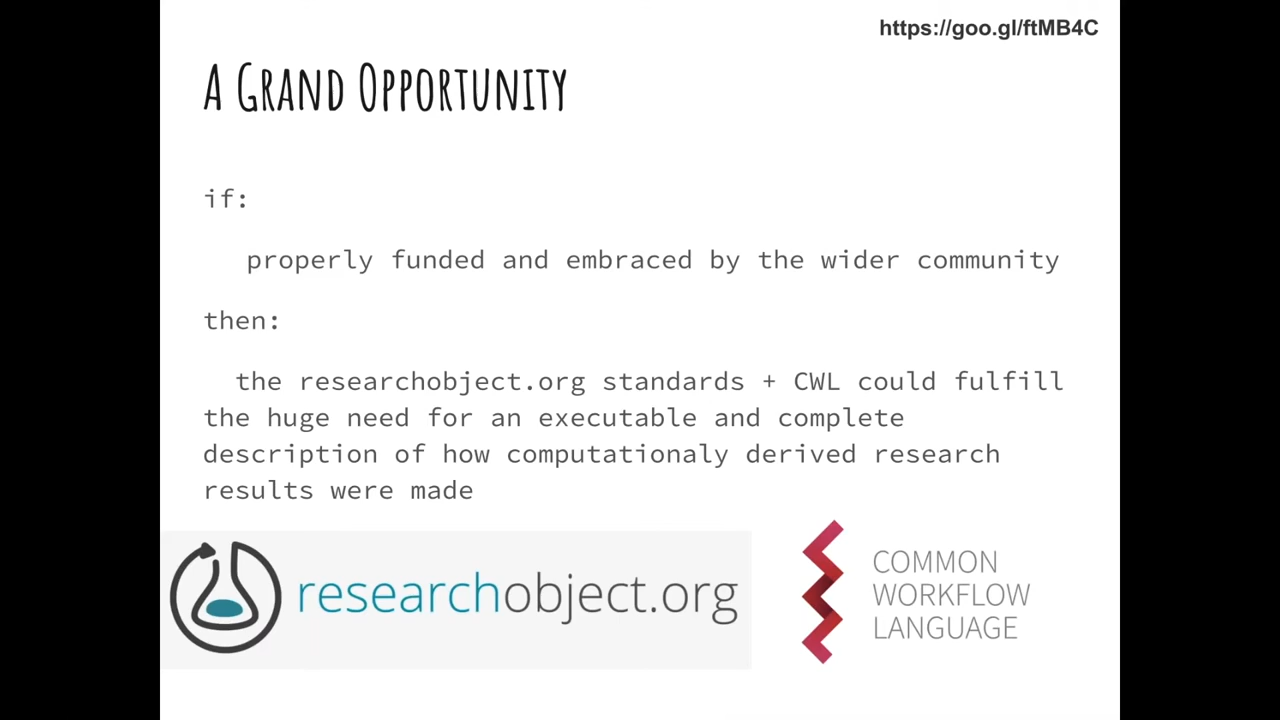 https://goo.gl/ftMB4C
A Grand Opportunity
if:
properly funded and embraced by the wider community
then:
the researchobject.org standards + CWL could fulfill
the huge need for an executable and complete
description of how computationaly derived research
results were made
researchobject.org
COMMON
WORKFLOW
LANGUAGE